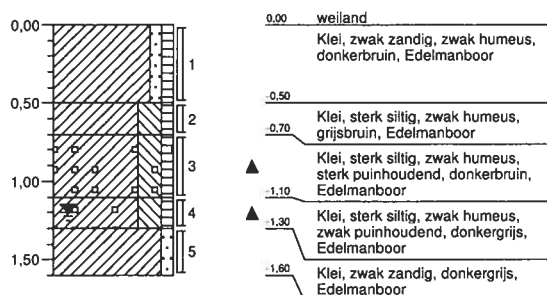 0,00
0,50
1,00
1,50
1
2
3
4
5
0,00 weiland
Klei, zwak zandig, zwak humeus,
donkerbruin, Edelmanboor
-0,50
Klei, sterk siltig, zwak humeus,
grijsbruin, Edelmanboor
-0,70
Klei, sterk siltig, zwak humeus,
sterk puinhoudend, donkerbruin,
Edelmanboor
-1,10
Klei, sterk siltig, zwak humeus,
zwak puinhoudend, donkergrijs,
Edelmanboor
-1,30
Klei, zwak zandig, donkergrijs,
Edelmanboor
-1,60